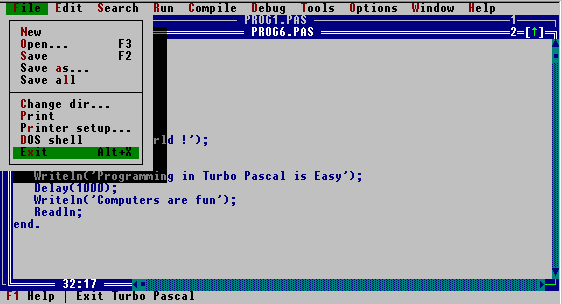 File Edit Search Run Compile Debug Tools Options Window Help
PROG1.PAS 1
PROG6.PAS 2=[↑]
New
Open... F3
Save F2
Save as...
Save all
Change dir...
Print
Printer setup...
DOS shell rld !');
Exit Alt+X
Writeln('Programming in Turbo Pascal is Easy');
Delay(1000);
Writeln('Computers are fun');
Readln;
end.
32:17
F1 Help | Exit Turbo Pascal